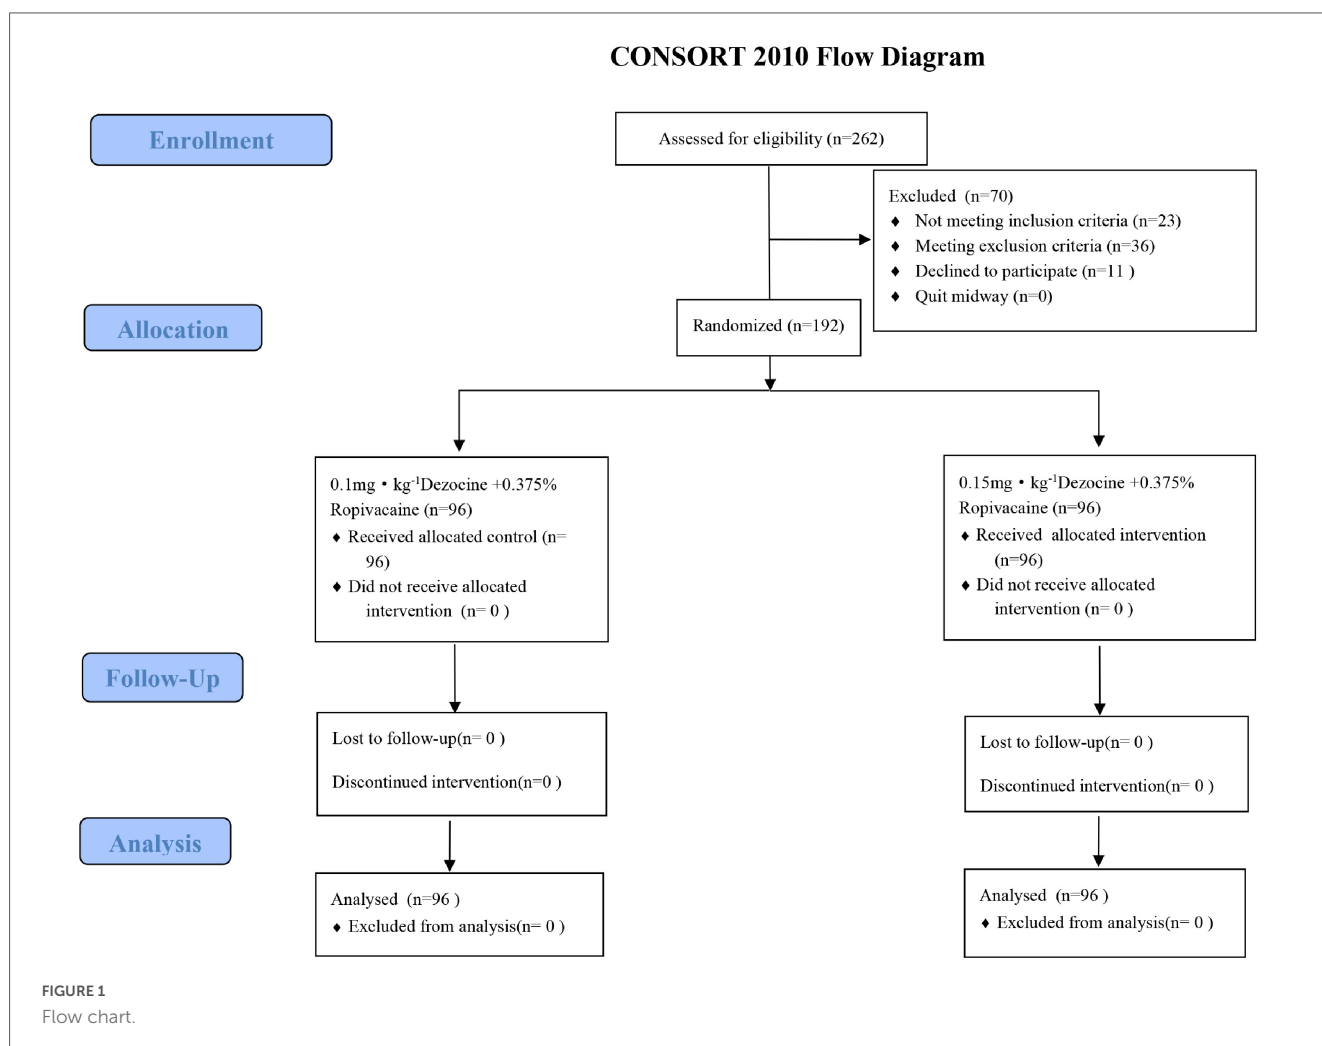 CONSORT 2010 Flow Diagram
Enrollment
Assessed for eligibility (n=262)
Excluded (n=70)
♦ Not meeting inclusion criteria (n=23)
♦ Meeting exclusion criteria (n=36)
♦ Declined to participate (n=11 )
♦ Quit midway (n=0)
Allocation
Randomized (n=192)
0.1mg・kg⁻¹Dezocine +0.375%
Ropivacaine (n=96)
♦ Received allocated control (n=
96)
♦ Did not receive allocated
intervention (n= 0 )
0.15mg・kg⁻¹Dezocine +0.375%
Ropivacaine (n=96)
♦ Received allocated intervention
(n=96)
♦ Did not receive allocated
intervention (n= 0 )
Follow-Up
Lost to follow-up(n= 0 )
Discontinued intervention(n=0 )
Lost to follow-up(n= 0 )
Discontinued intervention(n= 0 )
Analysis
Analysed (n=96 )
♦ Excluded from analysis(n= 0 )
Analysed (n=96 )
♦ Excluded from analysis(n= 0 )
FIGURE 1
Flow chart.